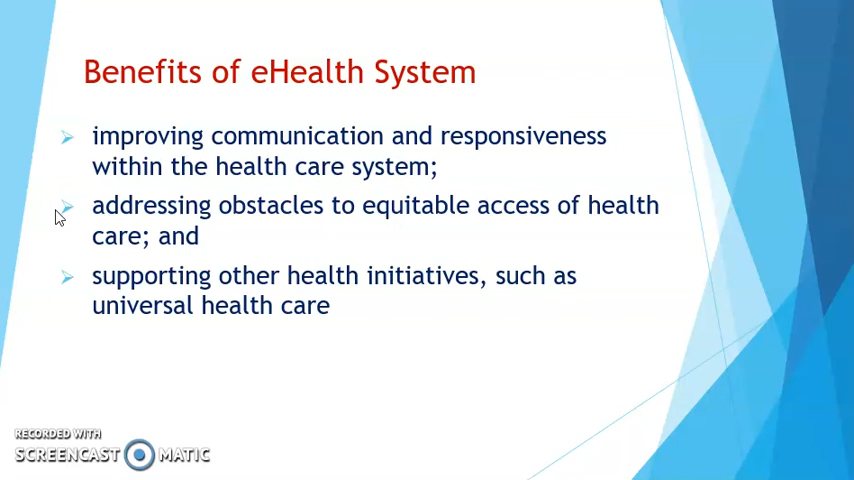 Benefits of eHealth System
improving communication and responsiveness
within the health care system;
addressing obstacles to equitable access of health
care; and
supporting other health initiatives, such as
universal health care
RECORDED WITH
SCREENCAST MATIC